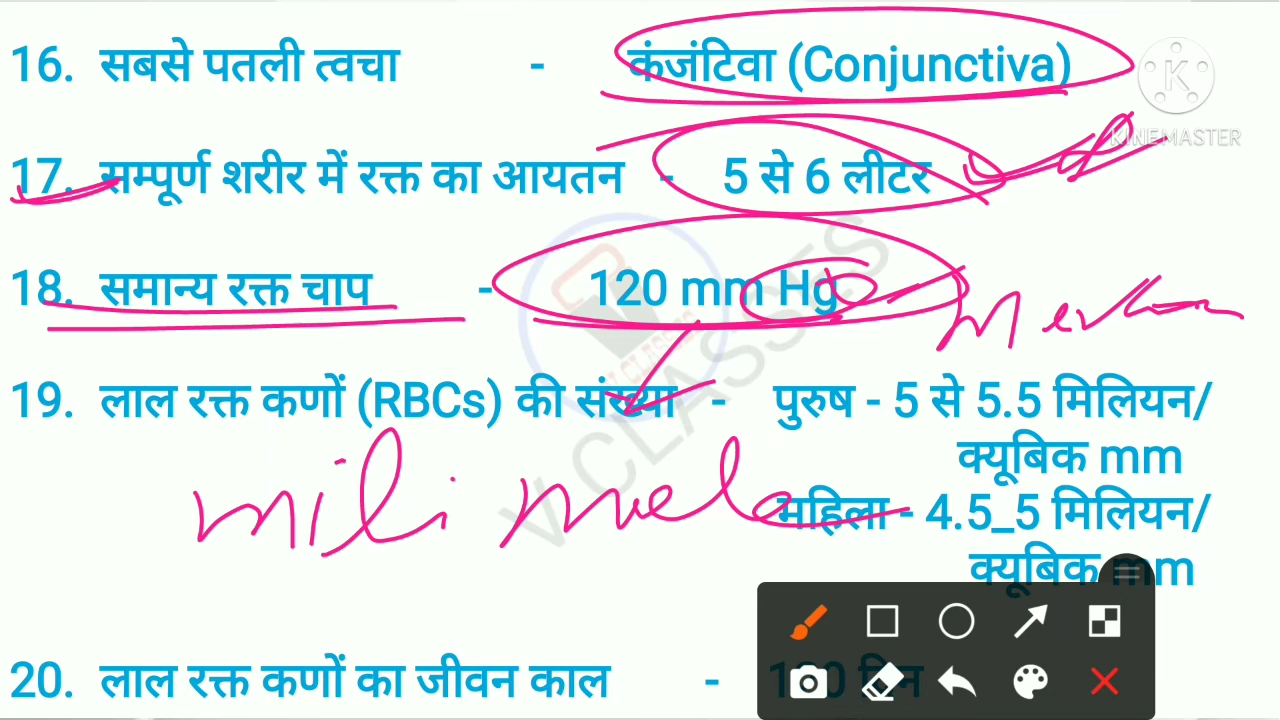 16. सबसे पतली त्वचा - कंजंटिवा (Conjunctiva)
KINEMASTER
17. सम्पूर्ण शरीर में रक्त का आयतन - 5 से 6 लीटर
18. समान्य रक्त चाप - 120 mm Hg
19. लाल रक्त कणों (RBCs) की संख्या - पुरुष - 5 से 5.5 मिलियन/
क्यूबिक mm
mili
महिला - 4.5_5 मिलियन/
क्यूबिक mm
V CLASSES
20. लाल रक्त कणों का जीवन काल - दिन